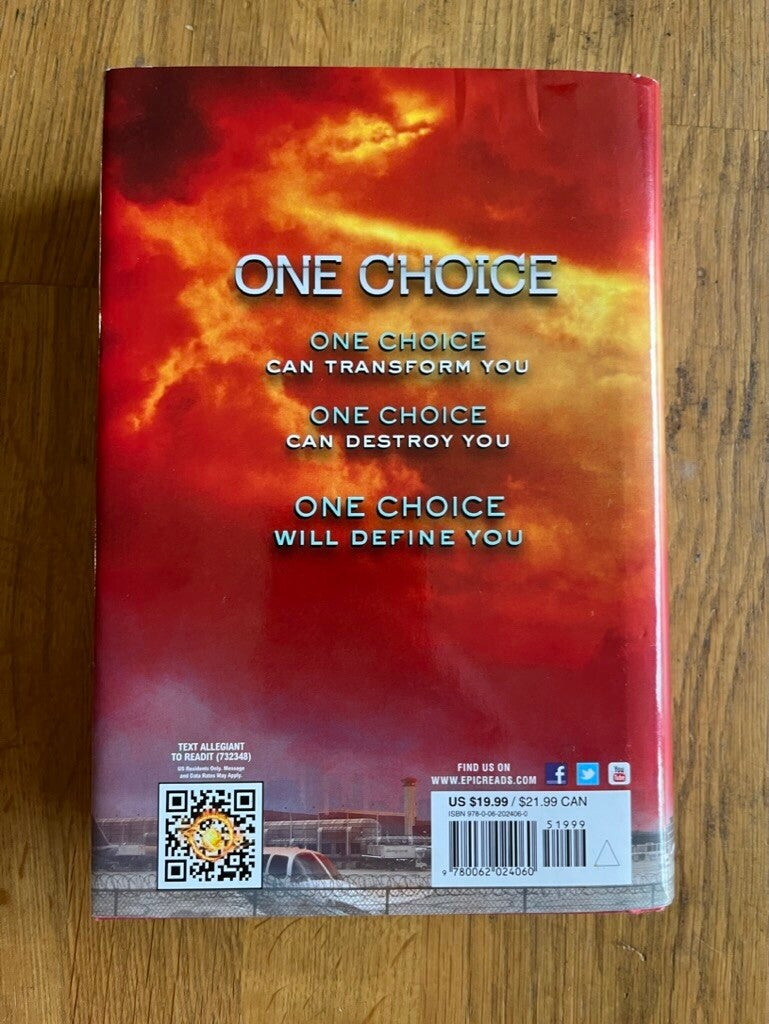 ONE CHOICE
ONE CHOICE
CAN TRANSFORM YOU
ONE CHOICE
CAN DESTROY YOU
ONE CHOICE
WILL DEFINE YOU
TEXT ALLEGIANT
TO READIT (732348)
US Residents Only. Message
and Data Rates May Apply.
FIND US ON
WWW.EPICREADS.COM
f
You
Tube
US $19.99 / $21.99 CAN
ISBN 978-0-06-202406-0
51999
9 780062 024060